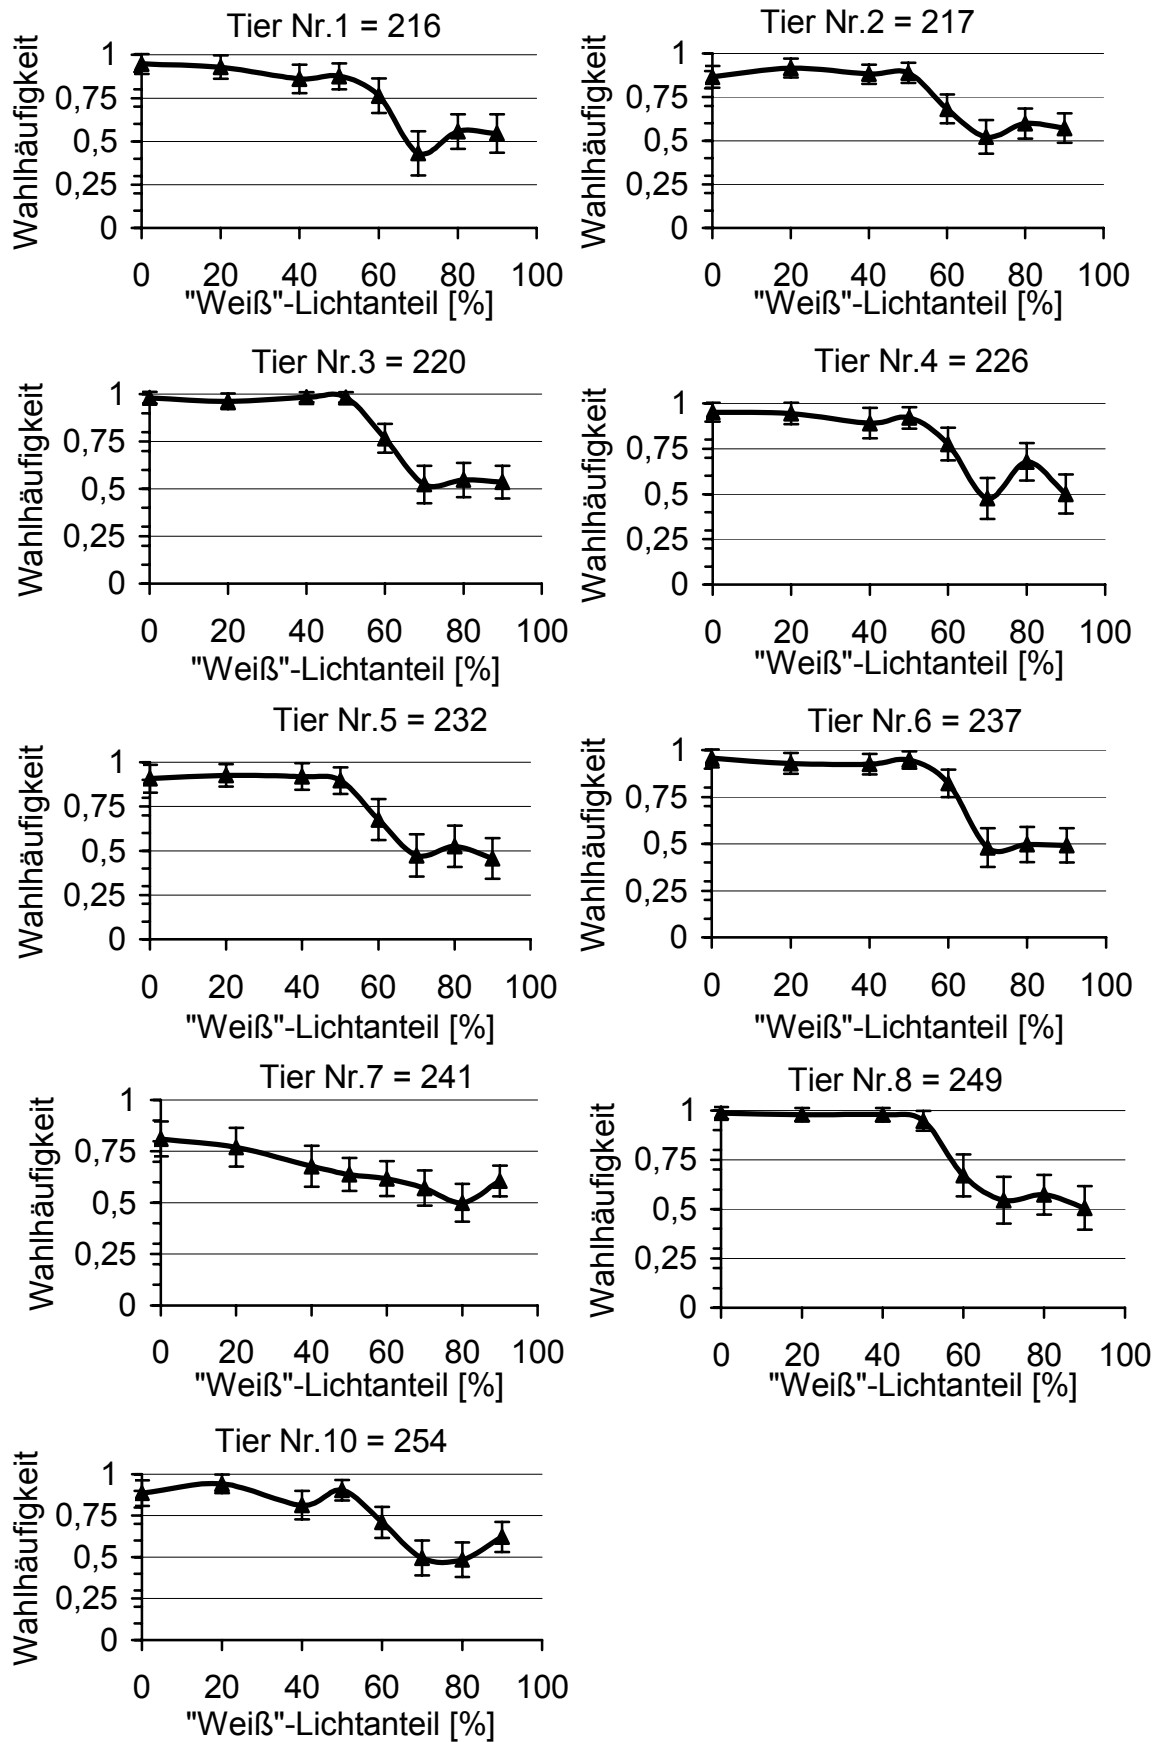 Tier Nr.1 = 216
Wahlhäufigkeit
1
0,75
0,5
0,25
0
0 20 40 60 80 100
"Weiß"-Lichtanteil [%]
Tier Nr.2 = 217
Wahlhäufigkeit
1
0,75
0,5
0,25
0
0 20 40 60 80 100
"Weiß"-Lichtanteil [%]
Tier Nr.3 = 220
Wahlhäufigkeit
1
0,75
0,5
0,25
0
0 20 40 60 80 100
"Weiß"-Lichtanteil [%]
Tier Nr.4 = 226
Wahlhäufigkeit
1
0,75
0,5
0,25
0
0 20 40 60 80 100
"Weiß"-Lichtanteil [%]
Tier Nr.5 = 232
Wahlhäufigkeit
1
0,75
0,5
0,25
0
0 20 40 60 80 100
"Weiß"-Lichtanteil [%]
Tier Nr.6 = 237
Wahlhäufigkeit
1
0,75
0,5
0,25
0
0 20 40 60 80 100
"Weiß"-Lichtanteil [%]
Tier Nr.7 = 241
Wahlhäufigkeit
1
0,75
0,5
0,25
0
0 20 40 60 80 100
"Weiß"-Lichtanteil [%]
Tier Nr.8 = 249
Wahlhäufigkeit
1
0,75
0,5
0,25
0
0 20 40 60 80 100
"Weiß"-Lichtanteil [%]
Tier Nr.10 = 254
Wahlhäufigkeit
1
0,75
0,5
0,25
0
0 20 40 60 80 100
"Weiß"-Lichtanteil [%]